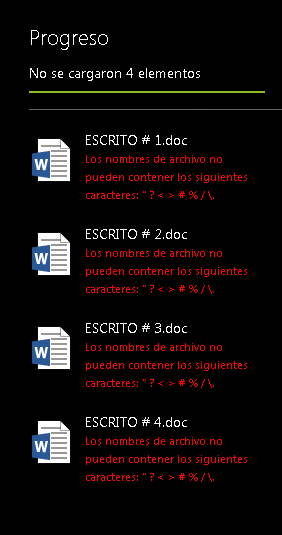 Progreso
No se cargaron 4 elementos
ESCRITO # 1.doc
Los nombres de archivo no
pueden contener los siguientes
caracteres: " ? < > # % / \.
W
ESCRITO # 2.doc
Los nombres de archivo no
pueden contener los siguientes
caracteres: " ? < > # % / \.
W
ESCRITO # 3.doc
Los nombres de archivo no
pueden contener los siguientes
caracteres: " ? < > # % / \.
W
ESCRITO # 4.doc
Los nombres de archivo no
pueden contener los siguientes
caracteres: " ? < > # % / \.
W